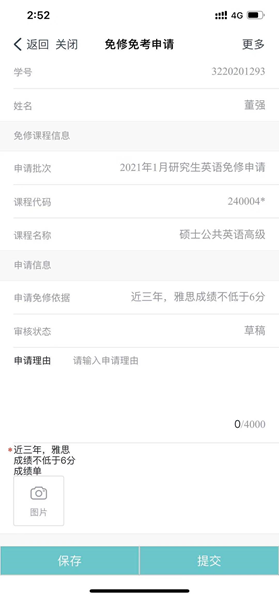 2:52
4G
返回 关闭 免修免考申请 更多
学号 3220201293
姓名 董强
免修课程信息
申请批次 2021年1月研究生英语免修申请
课程代码 240004*
课程名称 硕士公共英语高级
申请信息
申请免修依据 近三年，雅思成绩不低于6分
审核状态 草稿
申请理由 请输入申请理由
0/4000
*近三年，雅思
成绩不低于6分
成绩单
图片
保存 提交